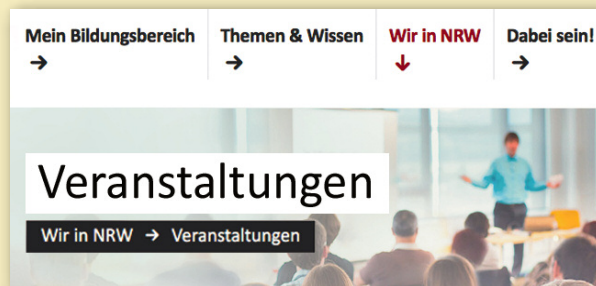 Mein Bildungsbereich Themen & Wissen Wir in NRW Dabei sein!
→ → ↓ →
Veranstaltungen
Wir in NRW → Veranstaltungen